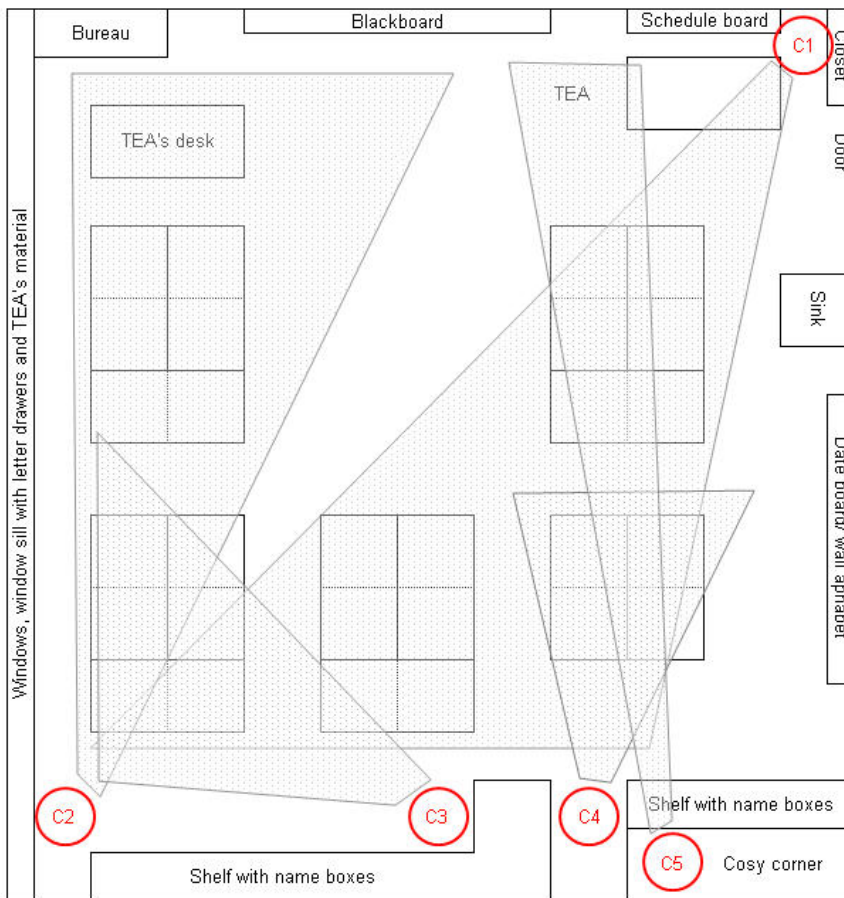 Bureau
Blackboard
Schedule board
C1
Closet
TEA
TEA's desk
Door
Windows, window sill with letter drawers and TEA's material
Sink
Date board/ wall alphabet
C2
C3
C4
Shelf with name boxes
C5
Cosy corner
Shelf with name boxes